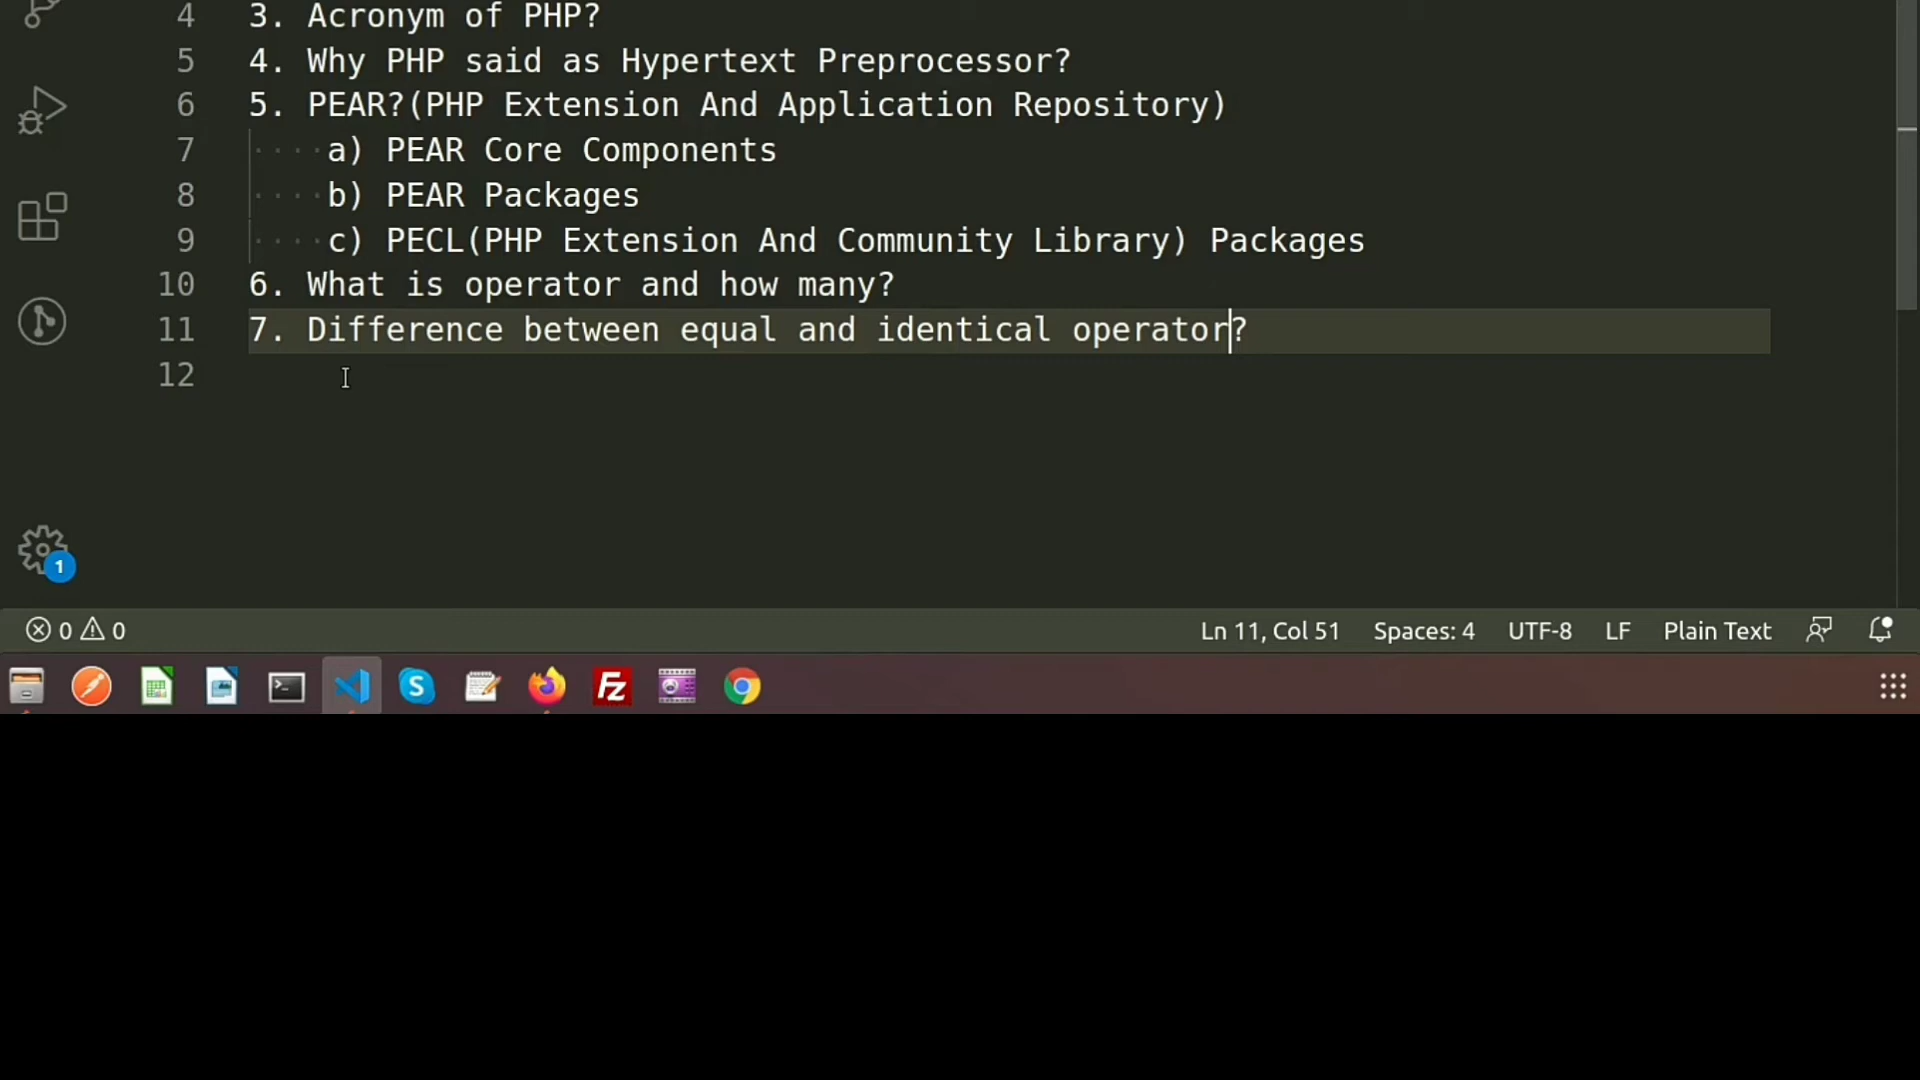 4 3. Acronym of PHP?
5 4. Why PHP said as Hypertext Preprocessor?
6 5. PEAR?(PHP Extension And Application Repository)
7 ····a) PEAR Core Components
8 ····b) PEAR Packages
9 ····c) PECL(PHP Extension And Community Library) Packages
10 6. What is operator and how many?
11 7. Difference between equal and identical operator?
12
1
0 0 Ln 11, Col 51 Spaces: 4 UTF-8 LF Plain Text
S Fz